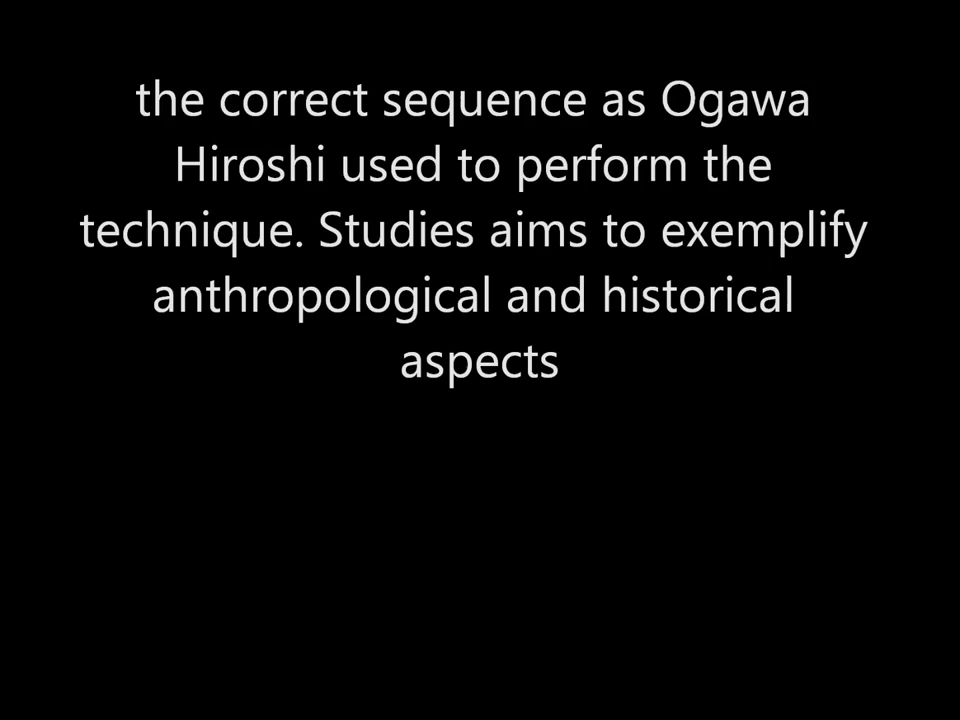 the correct sequence as Ogawa
Hiroshi used to perform the
technique. Studies aims to exemplify
anthropological and historical
aspects